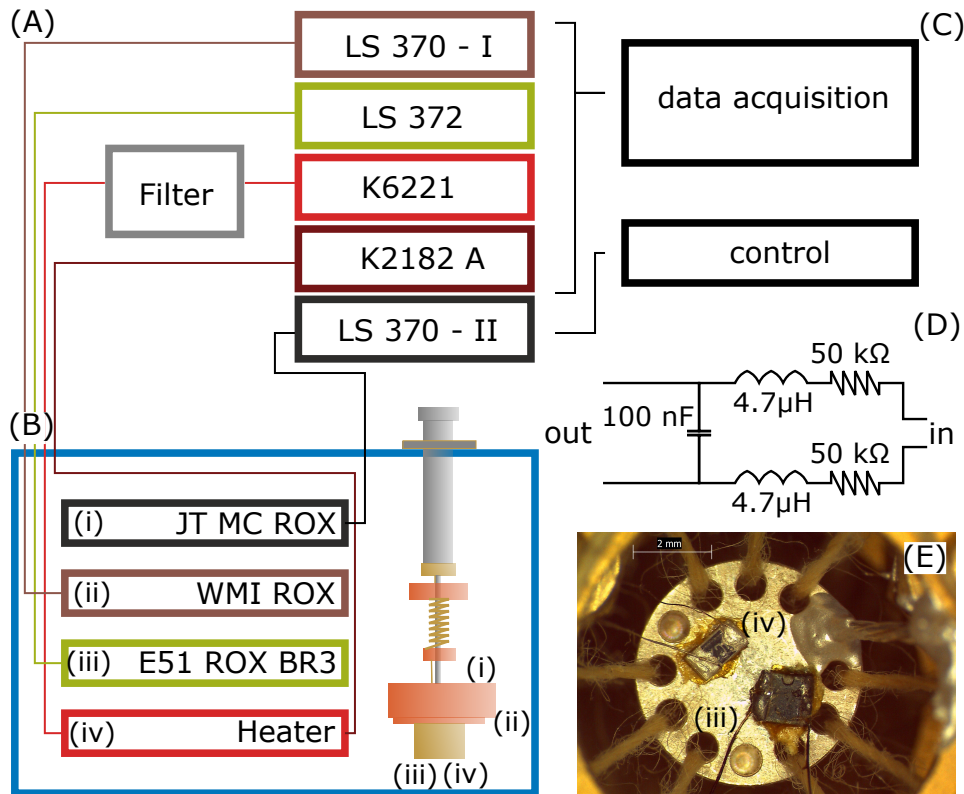 (A)
LS 370 - I
LS 372
K6221
Filter
K2182 A
LS 370 - II
(C)
data acquisition
control
(D)
50 kΩ
4.7µH
100 nF
out
in
50 kΩ
4.7µH
(B)
(i) JT MC ROX
(ii) WMI ROX
(iii) E51 ROX BR3
(iv) Heater
(i)
(ii)
(iii) (iv)
(E)
2 mm
(iv)
(iii)